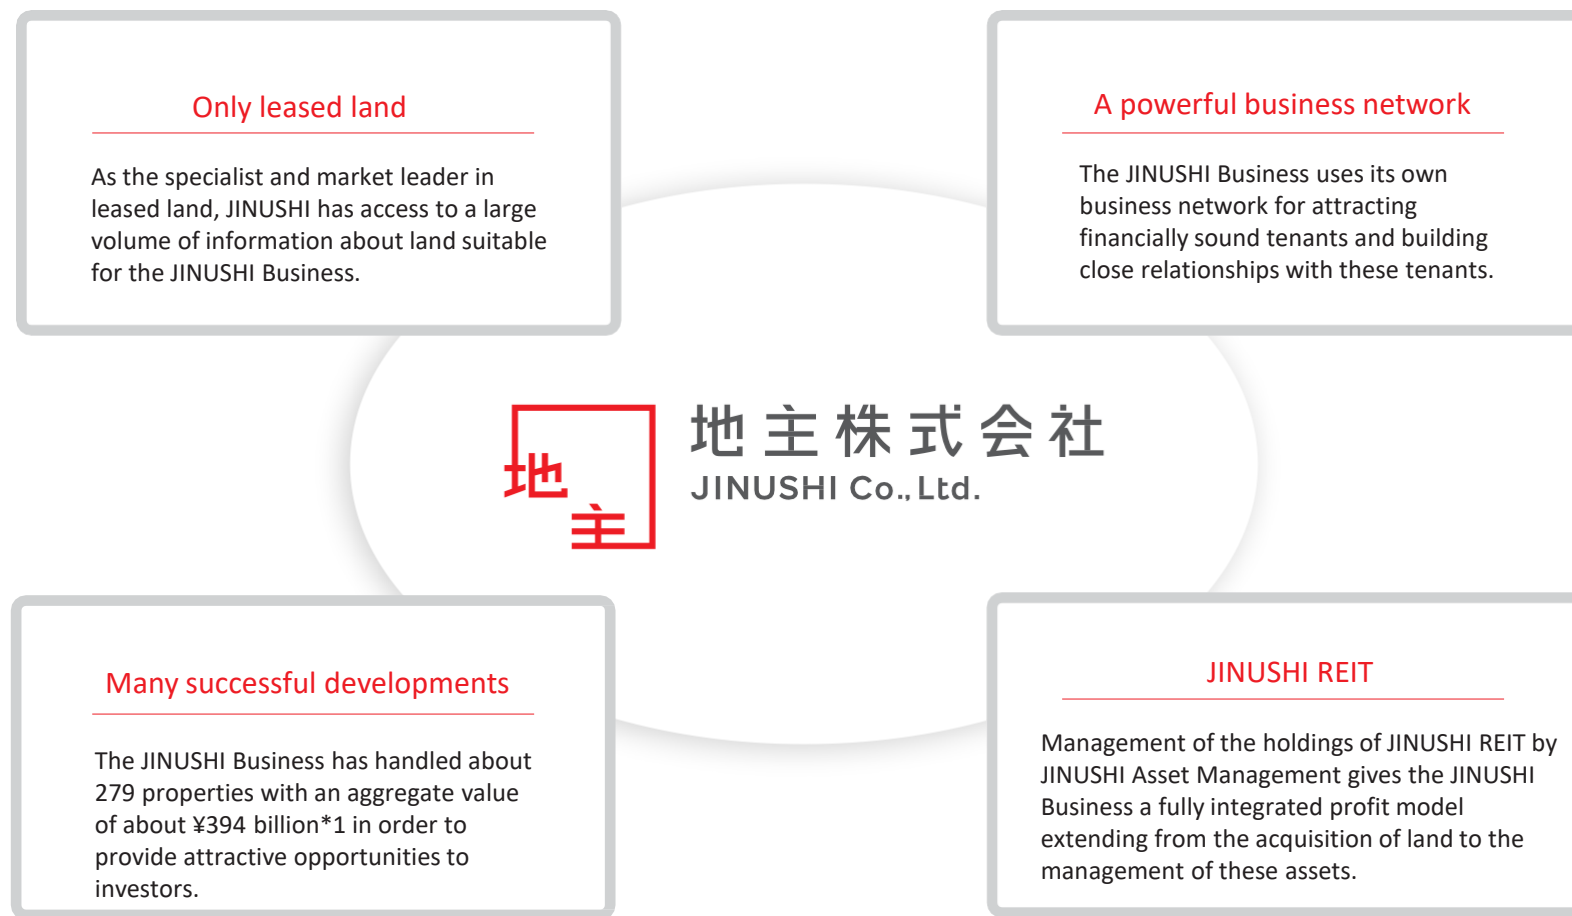 Only leased land
As the specialist and market leader in
leased land, JINUSHI has access to a large
volume of information about land suitable
for the JINUSHI Business.
A powerful business network
The JINUSHI Business uses its own
business network for attracting
financially sound tenants and building
close relationships with these tenants.
地主
地主株式会社
JINUSHI Co., Ltd.
Many successful developments
The JINUSHI Business has handled about
279 properties with an aggregate value
of about ¥394 billion*1 in order to
provide attractive opportunities to
investors.
JINUSHI REIT
Management of the holdings of JINUSHI REIT by
JINUSHI Asset Management gives the JINUSHI
Business a fully integrated profit model
extending from the acquisition of land to the
management of these assets.